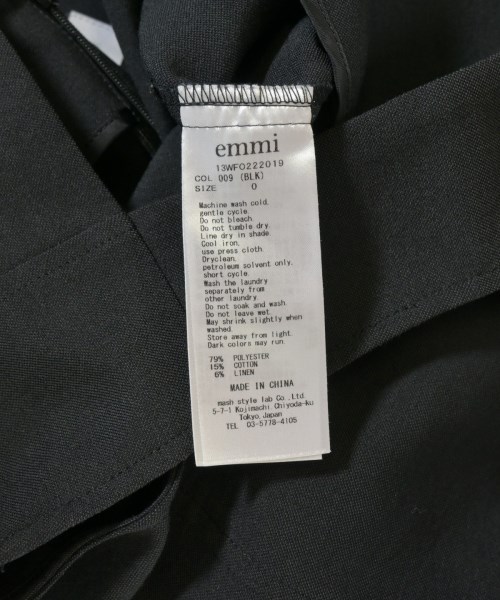 emmi
13WFO222019
COL 009 (BLK)
SIZE 0
Machine wash cold.
gentle cycle.
Do not bleach.
Do not tumble dry.
Line dry in shade.
Cool iron.
use press cloth.
Dryclean.
petroleum solvent only.
short cycle.
Wash the laundry
separately from
other laundry
Do not soak and wash.
Do not leave wet.
May shrink slightly when
washed.
Store away from light.
Dark colors may run.
79% POLYESTER
15% COTTON
6% LINEN
MADE IN CHINA
mash style lab Co.,Ltd.
5-7-1 Kojimachi Chiyoda-ku
Tokyo,Japan
TEL 03-5778-4105